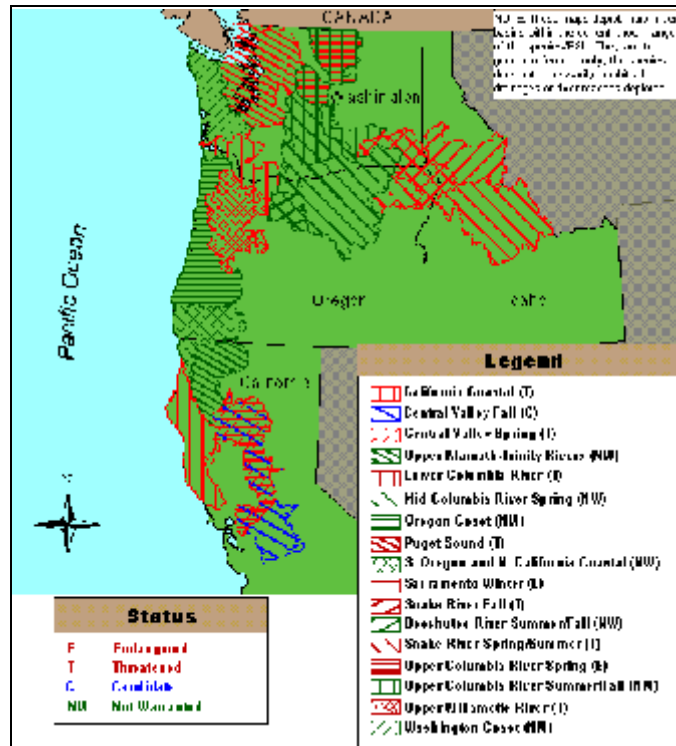 CANADA
Washington
Pacific Ocean
Oregon
Idaho
California
Legend
California Coastal (T)
Central Valley Fall (C)
Central Valley Spring (T)
Upper Klamath-Trinity Rivers (NW)
Lower Columbia River (T)
Mid Columbia River Spring (NW)
Oregon Coast (NW)
Puget Sound (T)
S. Oregon and N. California Coastal (NW)
Sacramento Winter (E)
Snake River Fall (T)
Deschutes River Summer/Fall (NW)
Snake River Spring/Summer (T)
Upper Columbia River Spring (E)
Upper Columbia River Summer/Fall (NW)
Upper Willamette River (T)
Washington Coast (NW)
Status
E Endangered
T Threatened
C Candidate
NW Not Warranted